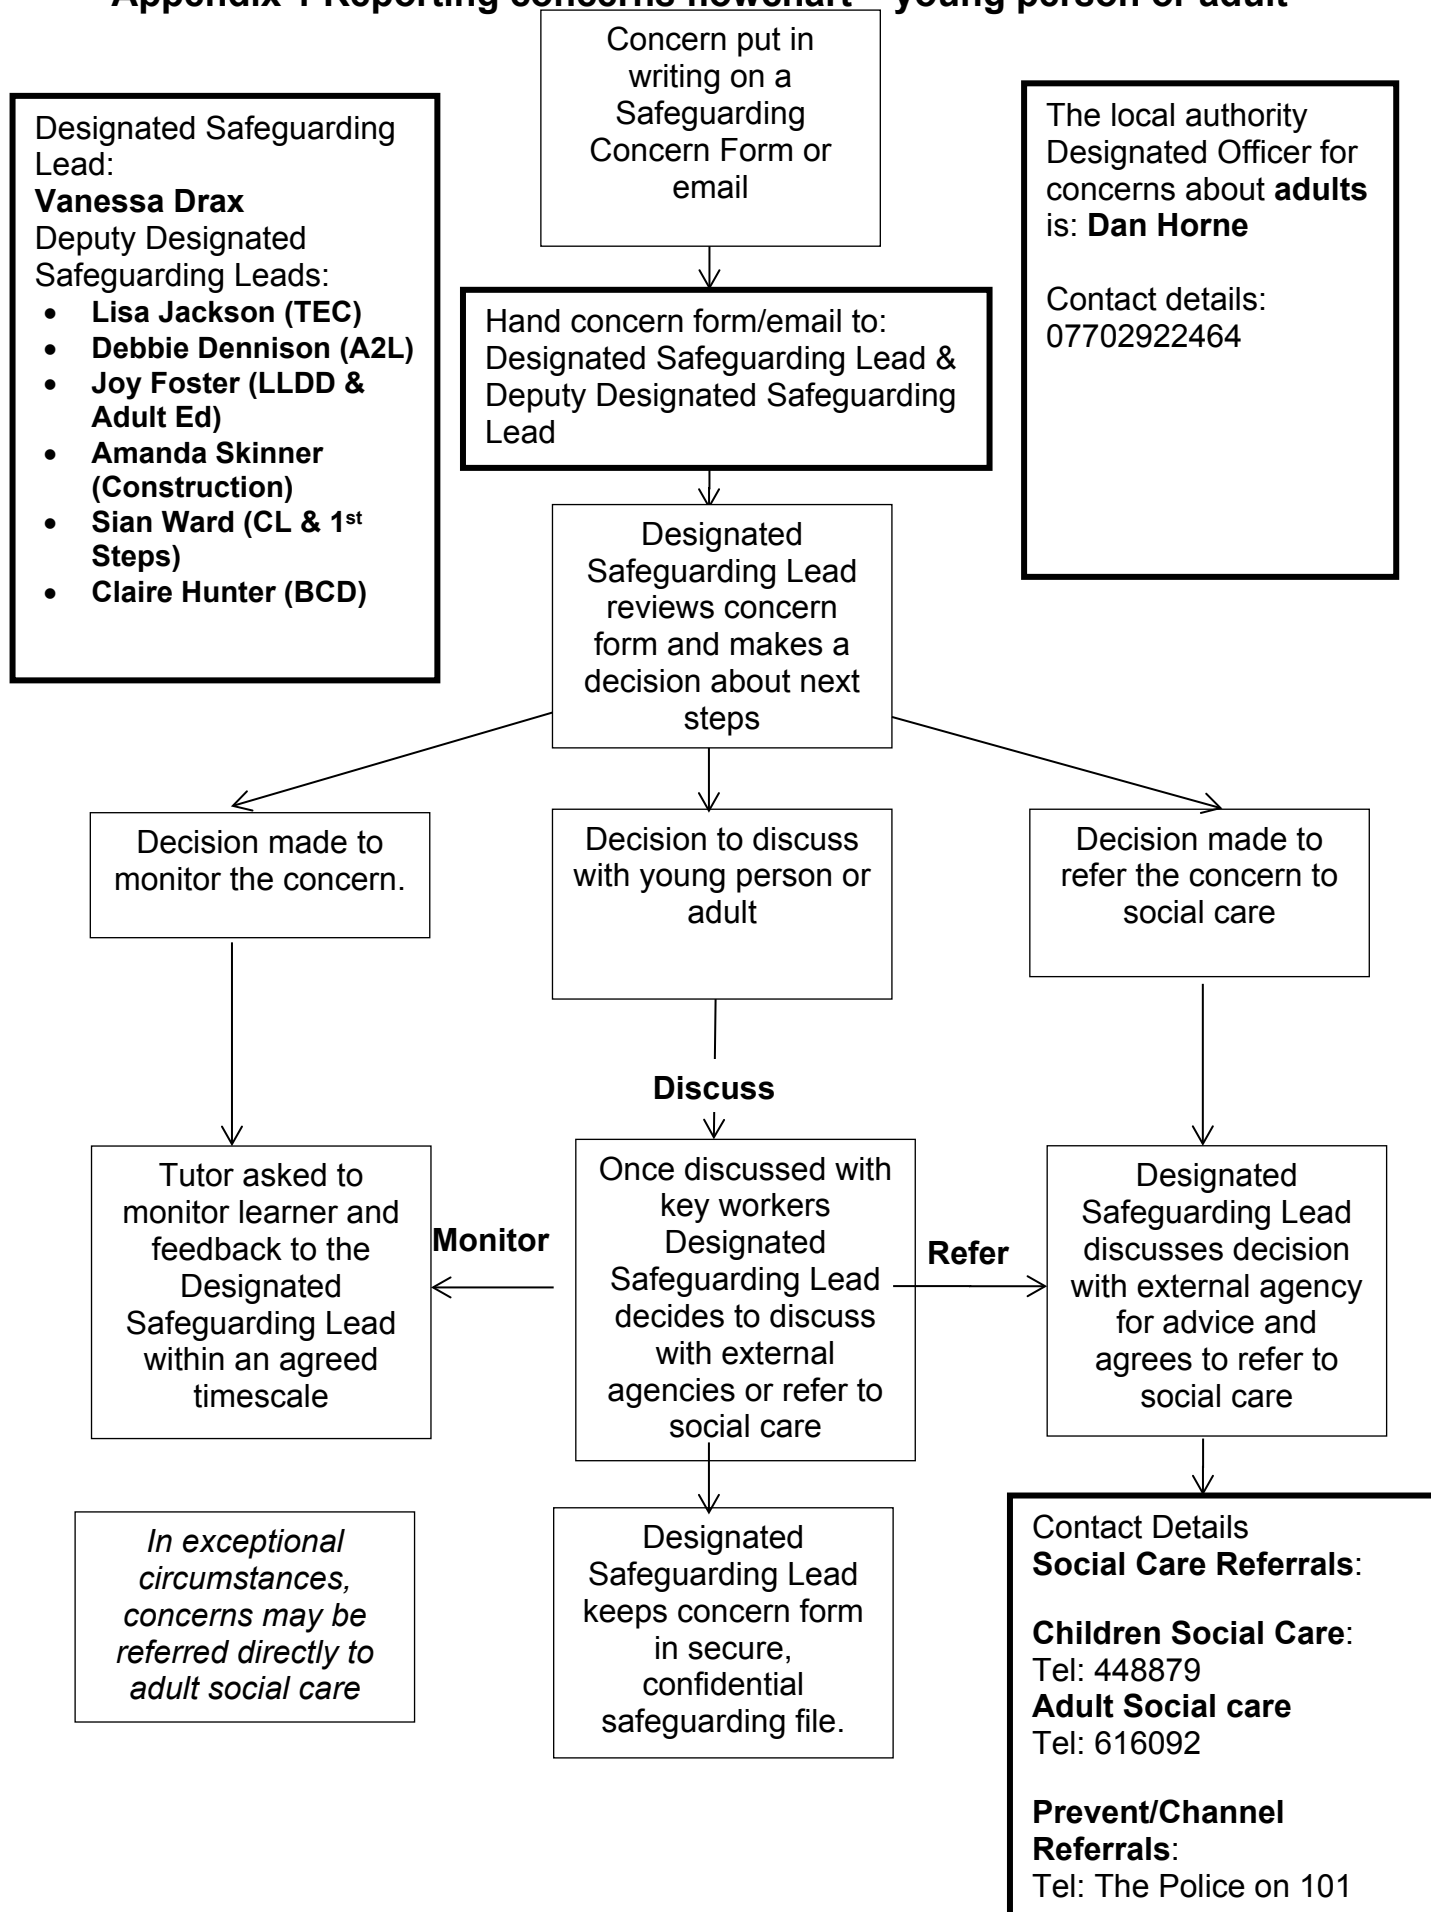 Appendix 1 Reporting concerns flowchart – young person or adult
Concern put in
writing on a
Safeguarding
Concern Form or
email
Designated Safeguarding
Lead:
Vanessa Drax
Deputy Designated
Safeguarding Leads:
• Lisa Jackson (TEC)
• Debbie Dennison (A2L)
• Joy Foster (LLDD &
Adult Ed)
• Amanda Skinner
(Construction)
• Sian Ward (CL & 1st
Steps)
• Claire Hunter (BCD)
The local authority
Designated Officer for
concerns about adults
is: Dan Horne
Contact details:
07702922464
Hand concern form/email to:
Designated Safeguarding Lead &
Deputy Designated Safeguarding
Lead
Designated
Safeguarding Lead
reviews concern
form and makes a
decision about next
steps
Decision made to
monitor the concern.
Decision to discuss
with young person or
adult
Decision made to
refer the concern to
social care
Discuss
Tutor asked to
monitor learner and
feedback to the
Designated
Safeguarding Lead
within an agreed
timescale
Monitor
Once discussed with
key workers
Designated
Safeguarding Lead
decides to discuss
with external
agencies or refer to
social care
Refer
Designated
Safeguarding Lead
discusses decision
with external agency
for advice and
agrees to refer to
social care
In exceptional
circumstances,
concerns may be
referred directly to
adult social care
Designated
Safeguarding Lead
keeps concern form
in secure,
confidential
safeguarding file.
Contact Details
Social Care Referrals:
Children Social Care:
Tel: 448879
Adult Social care
Tel: 616092
Prevent/Channel
Referrals:
Tel: The Police on 101